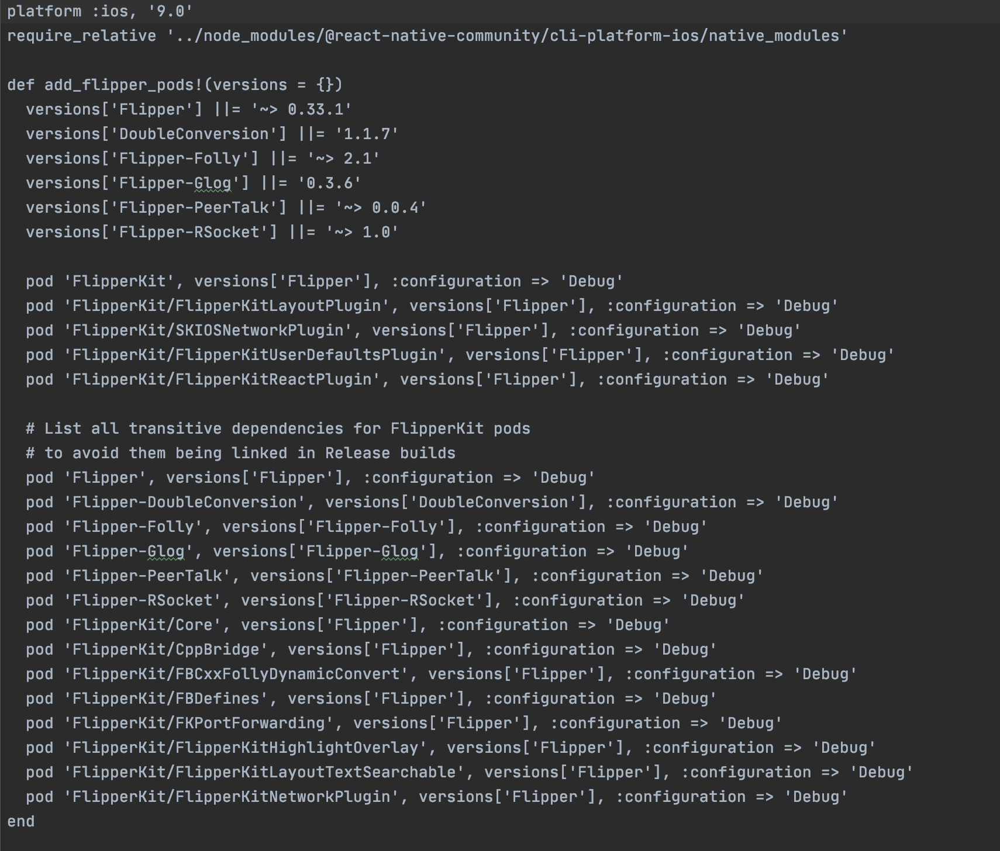 platform :ios, '9.0'
require_relative '../node_modules/@react-native-community/cli-platform-ios/native_modules'

def add_flipper_pods!(versions = {})
  versions['Flipper'] ||= '~> 0.33.1'
  versions['DoubleConversion'] ||= '1.1.7'
  versions['Flipper-Folly'] ||= '~> 2.1'
  versions['Flipper-Glog'] ||= '0.3.6'
  versions['Flipper-PeerTalk'] ||= '~> 0.0.4'
  versions['Flipper-RSocket'] ||= '~> 1.0'

  pod 'FlipperKit', versions['Flipper'], :configuration => 'Debug'
  pod 'FlipperKit/FlipperKitLayoutPlugin', versions['Flipper'], :configuration => 'Debug'
  pod 'FlipperKit/SKIOSNetworkPlugin', versions['Flipper'], :configuration => 'Debug'
  pod 'FlipperKit/FlipperKitUserDefaultsPlugin', versions['Flipper'], :configuration => 'Debug'
  pod 'FlipperKit/FlipperKitReactPlugin', versions['Flipper'], :configuration => 'Debug'

  # List all transitive dependencies for FlipperKit pods
  # to avoid them being linked in Release builds
  pod 'Flipper', versions['Flipper'], :configuration => 'Debug'
  pod 'Flipper-DoubleConversion', versions['DoubleConversion'], :configuration => 'Debug'
  pod 'Flipper-Folly', versions['Flipper-Folly'], :configuration => 'Debug'
  pod 'Flipper-Glog', versions['Flipper-Glog'], :configuration => 'Debug'
  pod 'Flipper-PeerTalk', versions['Flipper-PeerTalk'], :configuration => 'Debug'
  pod 'Flipper-RSocket', versions['Flipper-RSocket'], :configuration => 'Debug'
  pod 'FlipperKit/Core', versions['Flipper'], :configuration => 'Debug'
  pod 'FlipperKit/CppBridge', versions['Flipper'], :configuration => 'Debug'
  pod 'FlipperKit/FBCxxFollyDynamicConvert', versions['Flipper'], :configuration => 'Debug'
  pod 'FlipperKit/FBDefines', versions['Flipper'], :configuration => 'Debug'
  pod 'FlipperKit/FKPortForwarding', versions['Flipper'], :configuration => 'Debug'
  pod 'FlipperKit/FlipperKitHighlightOverlay', versions['Flipper'], :configuration => 'Debug'
  pod 'FlipperKit/FlipperKitLayoutTextSearchable', versions['Flipper'], :configuration => 'Debug'
  pod 'FlipperKit/FlipperKitNetworkPlugin', versions['Flipper'], :configuration => 'Debug'
end